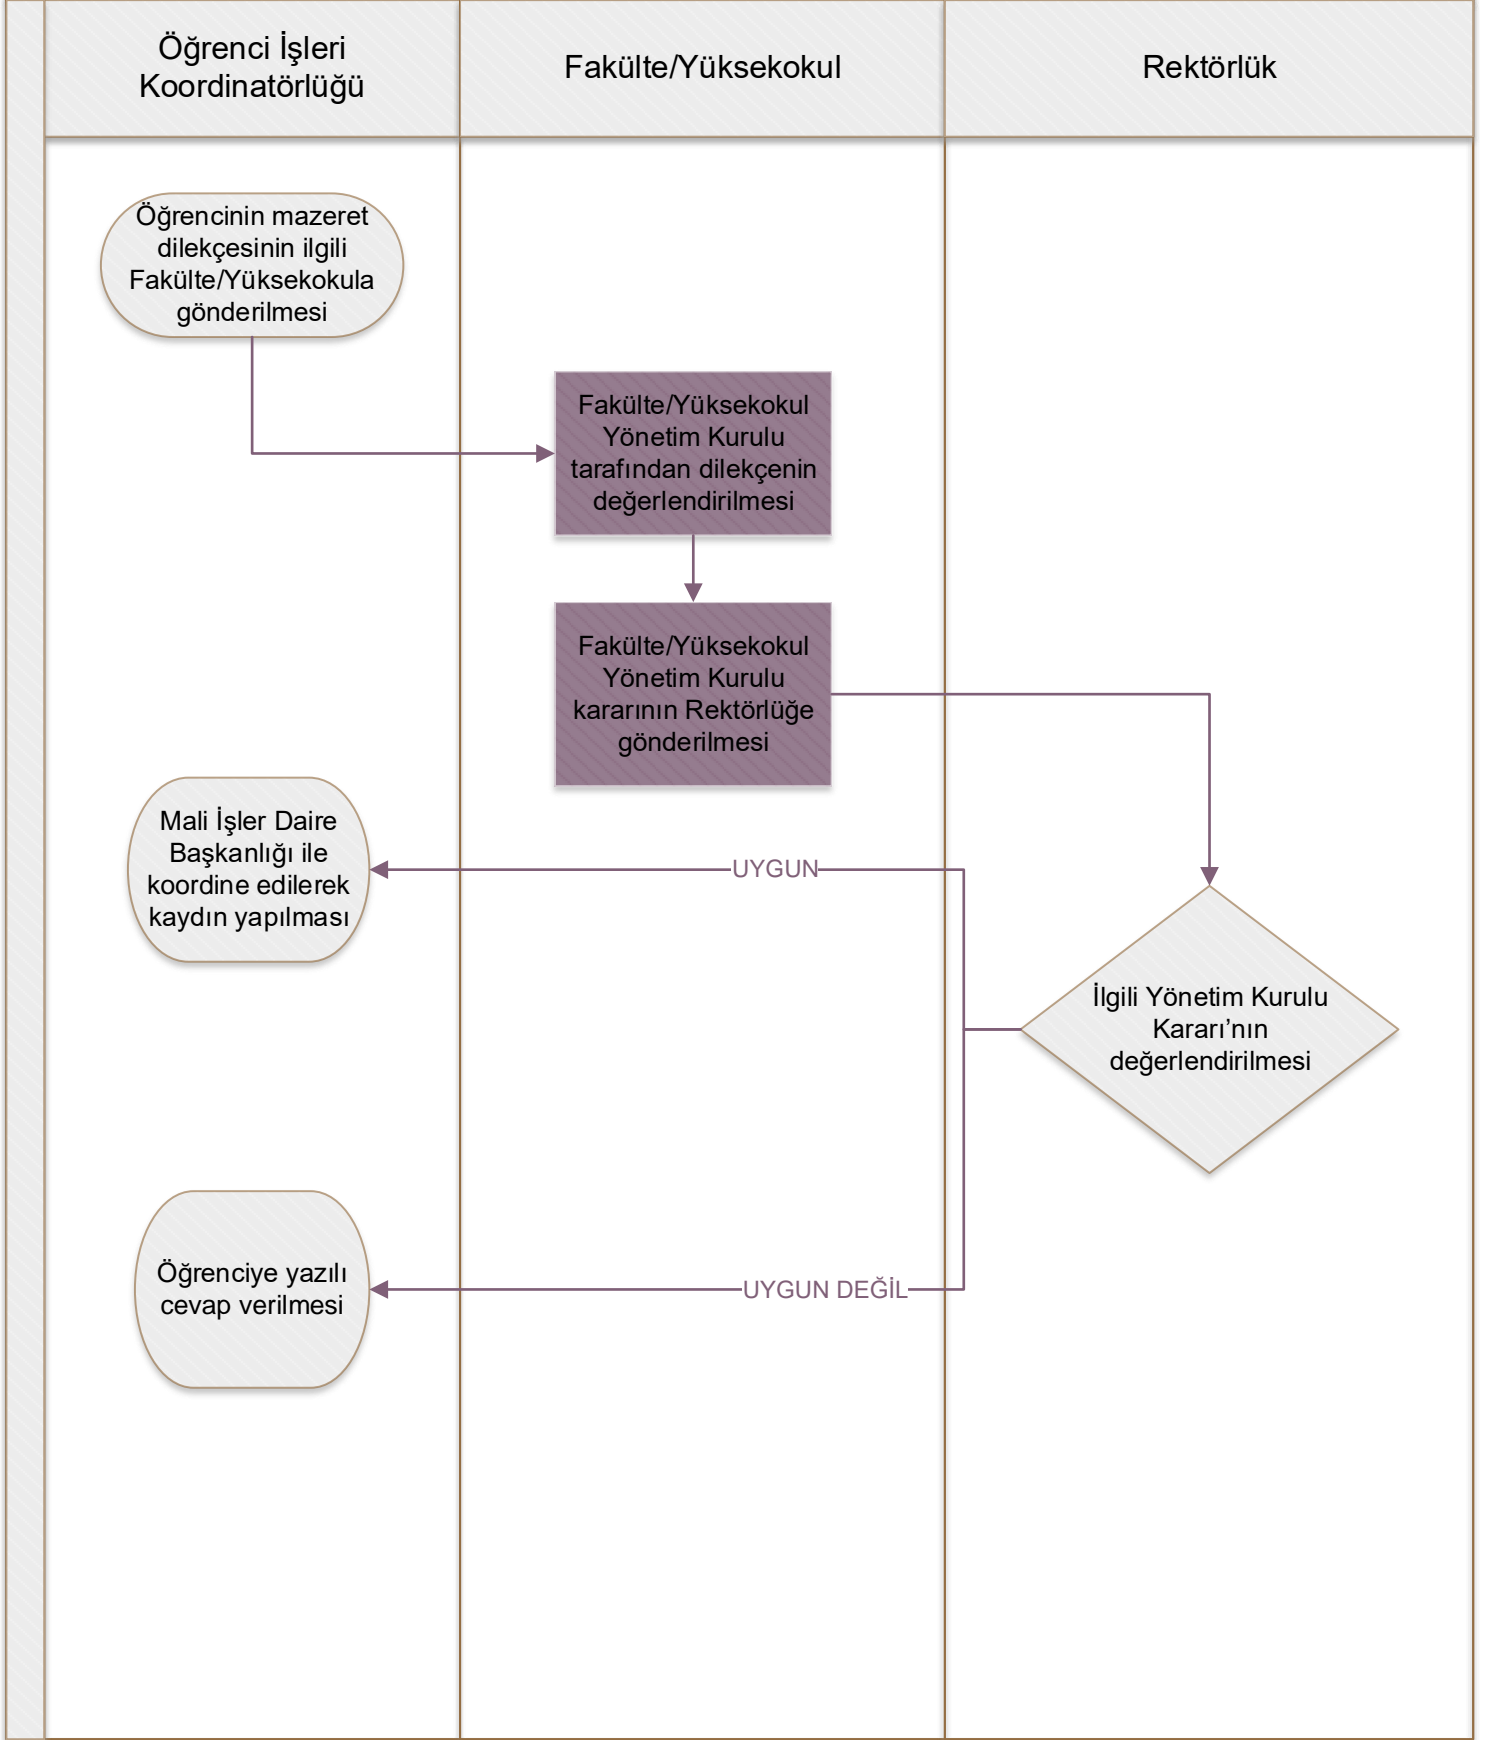 Öğrenci İşleri
Koordinatörlüğü
Fakülte/Yüksekokul
Rektörlük
Öğrencinin mazeret
dilekçesinin ilgili
Fakülte/Yüksekokula
gönderilmesi
Fakülte/Yüksekokul
Yönetim Kurulu
tarafından dilekçenin
değerlendirilmesi
Fakülte/Yüksekokul
Yönetim Kurulu
kararının Rektörlüğe
gönderilmesi
Mali İşler Daire
Başkanlığı ile
koordine edilerek
kaydın yapılması
UYGUN
İlgili Yönetim Kurulu
Kararı’nın
değerlendirilmesi
Öğrenciye yazılı
cevap verilmesi
UYGUN DEĞİL